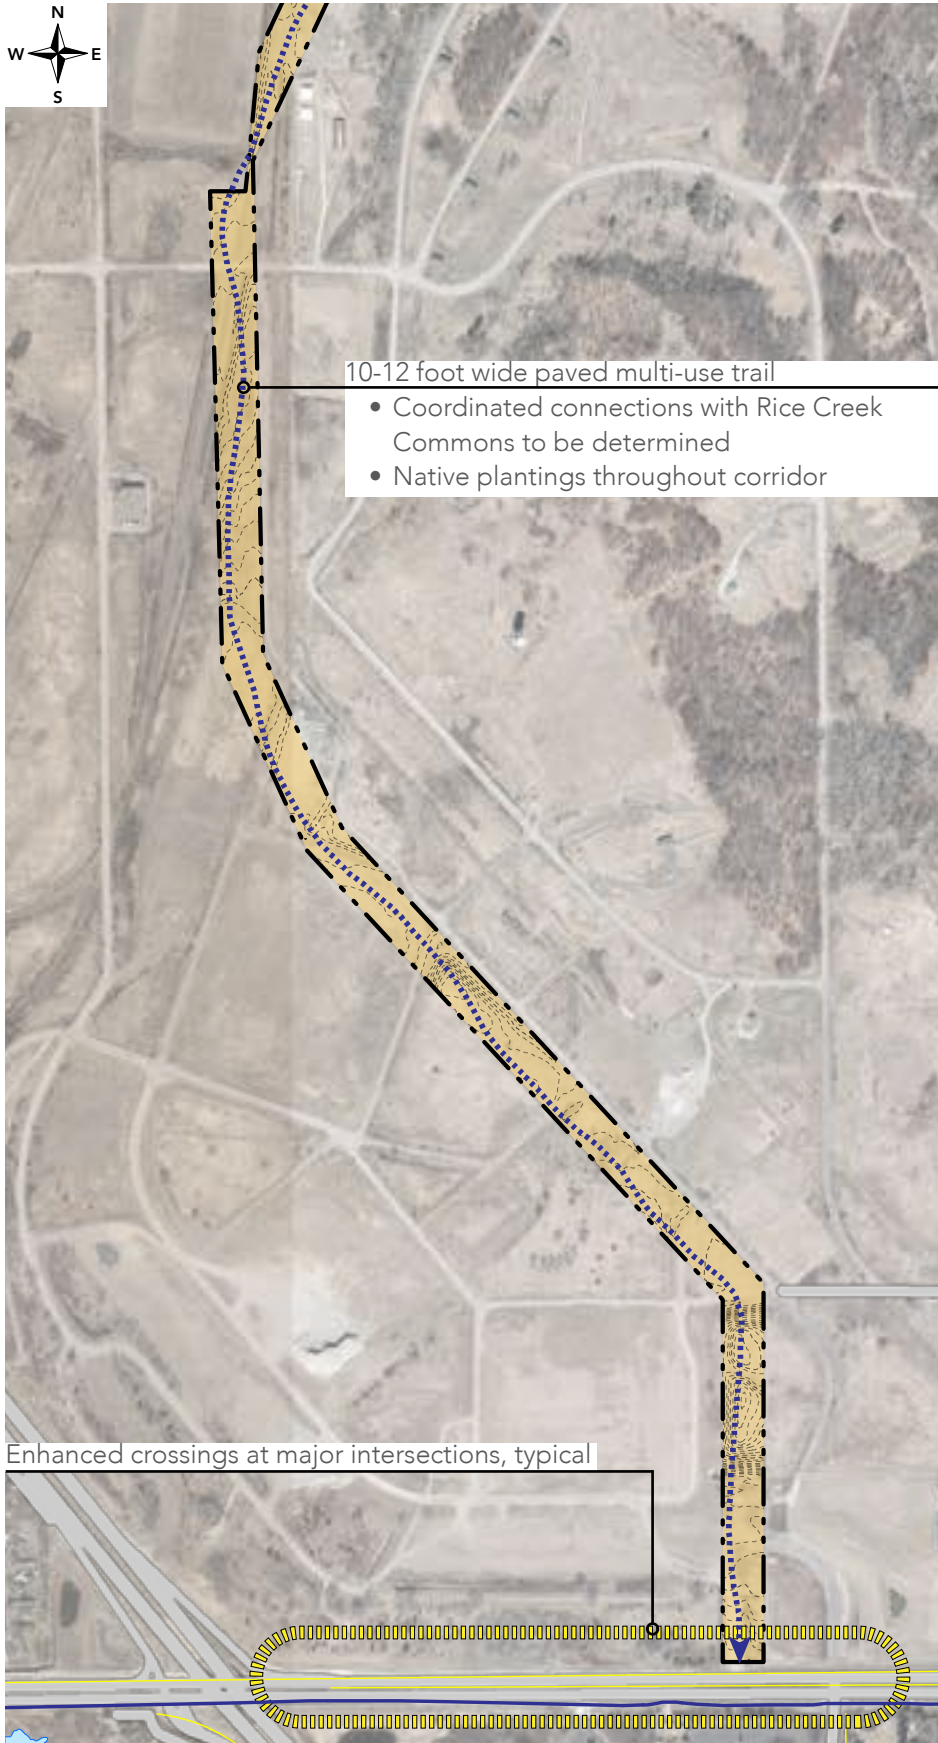 N
W E
S
10-12 foot wide paved multi-use trail
• Coordinated connections with Rice Creek
Commons to be determined
• Native plantings throughout corridor
Enhanced crossings at major intersections, typical